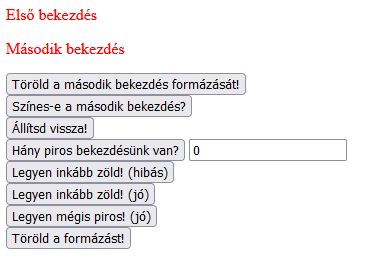 Első bekezdés
Második bekezdés
Töröld a második bekezdés formázását!
Színes-e a második bekezdés?
Állítsd vissza!
Hány piros bekezdésünk van? 0
Legyen inkább zöld! (hibás)
Legyen inkább zöld! (jó)
Legyen mégis piros! (jó)
Töröld a formázást!